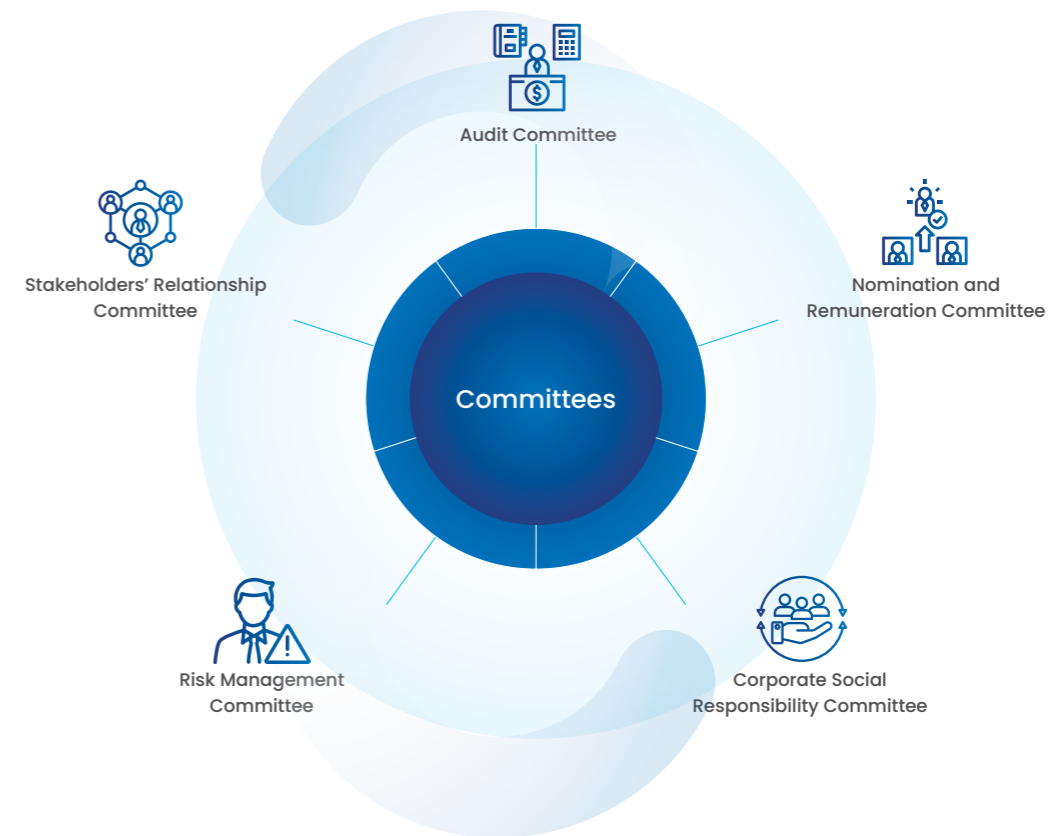 Audit Committee
Stakeholders’ Relationship
Committee
Nomination and
Remuneration Committee
Committees
Risk Management
Committee
Corporate Social
Responsibility Committee